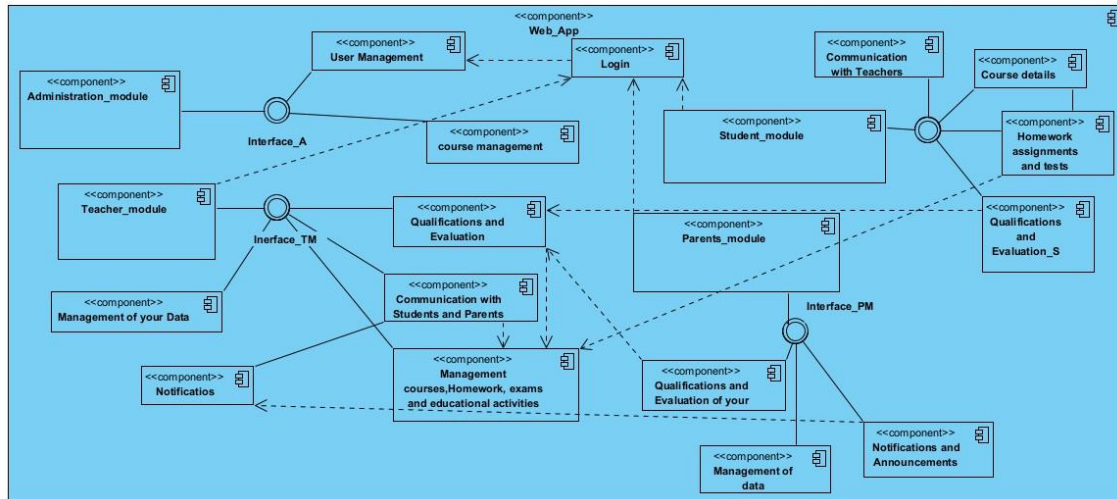 <<component>>
Web_App
<<component>>
User Management
<<component>>
Login
<<component>>
Communication
with Teachers
<<component>>
Course details
<<component>>
Administration_module
Interface_A
<<component>>
course management
<<component>>
Student_module
<<component>>
Homework
assignments
and tests
<<component>>
Teacher_module
Inerface_TM
<<component>>
Qualifications and
Evaluation
<<component>>
Parents_module
<<component>>
Qualifications
and
Evaluation_S
<<component>>
Management of your Data
<<component>>
Communication with
Students and Parents
Interface_PM
<<component>>
Notificatios
<<component>>
Management
courses,Homework, exams
and educational activities
<<component>>
Qualifications and
Evaluation of your
<<component>>
Notifications and
Announcements
<<component>>
Management of
data